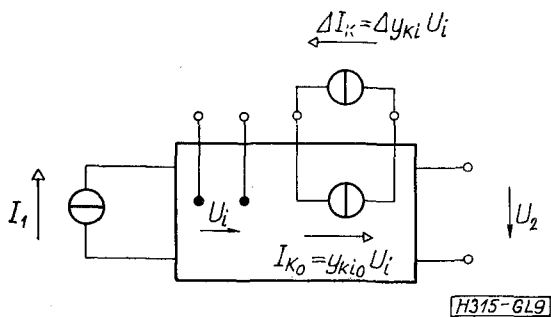 ΔI_K = Δy_Ki U_i
I_1
U_i
U_2
I_K0 = y_Ki0 U_i
H315-GL9